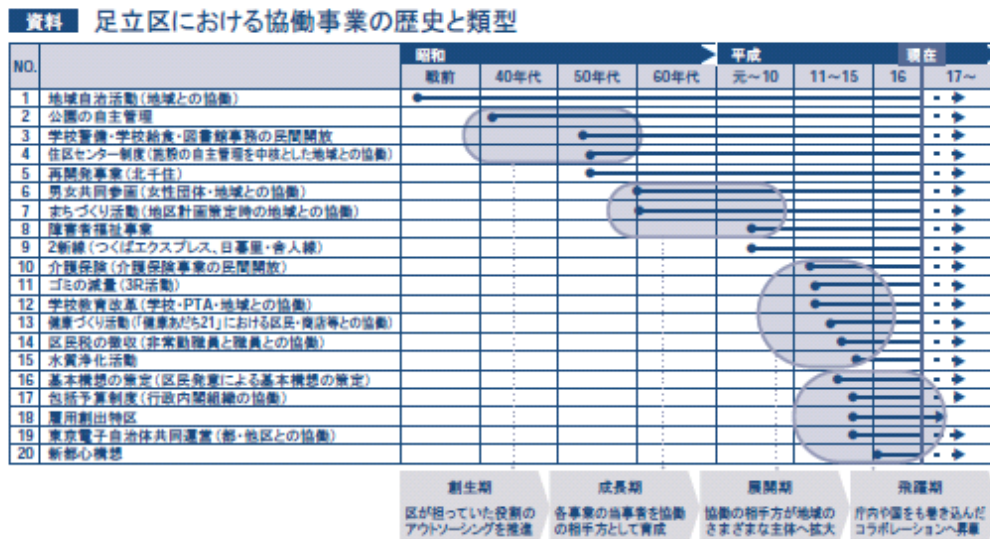 資料 足立区における協働事業の歴史と類型
NO. 昭和 平成 現在
戦前 40年代 50年代 60年代 元～10 11～15 16 17～
1 地域自治活動(地域との協働)
2 公園の自主管理
3 学校警備・学校給食・図書館事務の民間開放
4 住区センター制度(施設の自主管理を中核とした地域との協働)
5 再開発事業(北千住)
6 男女共同参画(女性団体・地域との協働)
7 まちづくり活動(地区計画策定時の地域との協働)
8 障害者福祉事業
9 2新線(つくばエクスプレス、日暮里・舎人線)
10 介護保険(介護保険事業の民間開放)
11 ゴミの減量(3R活動)
12 学校教育改革(学校・PTA・地域との協働)
13 健康づくり活動(「健康あだち21」における区民・商店等との協働)
14 区民税の徴収(非常勤職員と職員との協働)
15 水質浄化活動
16 基本構想の策定(区民発意による基本構想の策定)
17 包括予算制度(行政内関組織の協働)
18 雇用創出特区
19 東京電子自治体共同運営(都・他区との協働)
20 新都心構想
創生期
区が担っていた役割の
アウトソーシングを推進
成長期
各事業の当事者を協働
の相手方として育成
展開期
協働の相手方が地域の
さまざまな主体へ拡大
飛躍期
庁内や国をも巻き込んだ
コラボレーションへ昇華